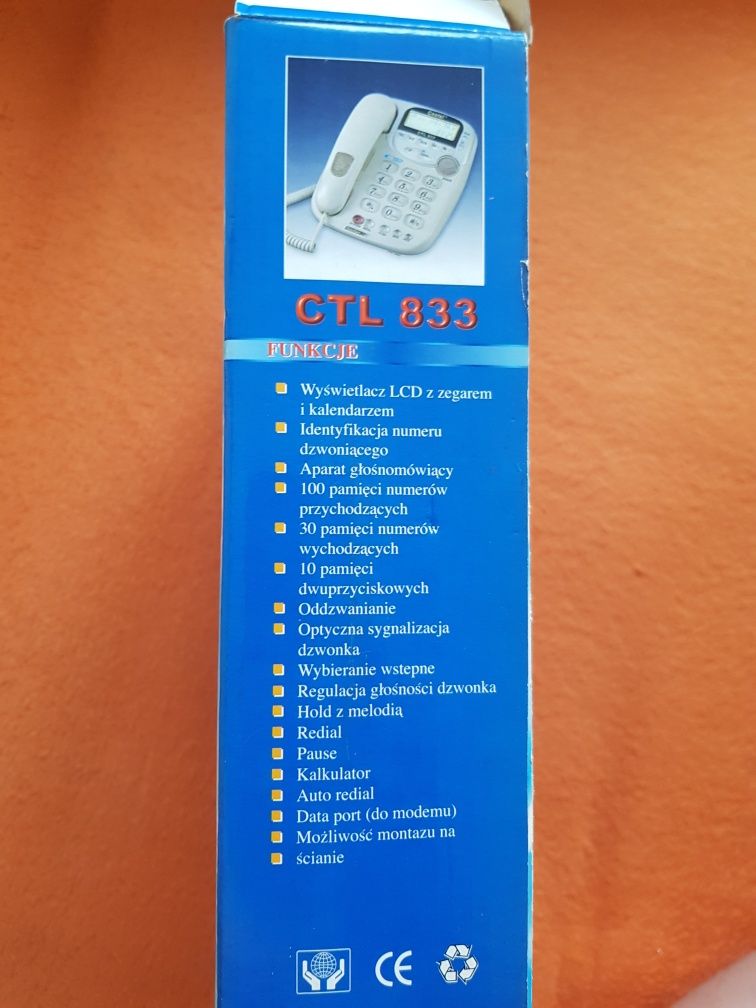 CTL 833
FUNKCJE
Wyświetlacz LCD z zegarem
i kalendarzem
Identyfikacja numeru
dzwoniącego
Aparat głośnomówiący
100 pamięci numerów
przychodzących
30 pamięci numerów
wychodzących
10 pamięci
dwuprzyciskowych
Oddzwanianie
Optyczna sygnalizacja
dzwonka
Wybieranie wstepne
Regulacja głośności dzwonka
Hold z melodią
Redial
Pause
Kalkulator
Auto redial
Data port (do modemu)
Możliwość montazu na
ścianie
CE